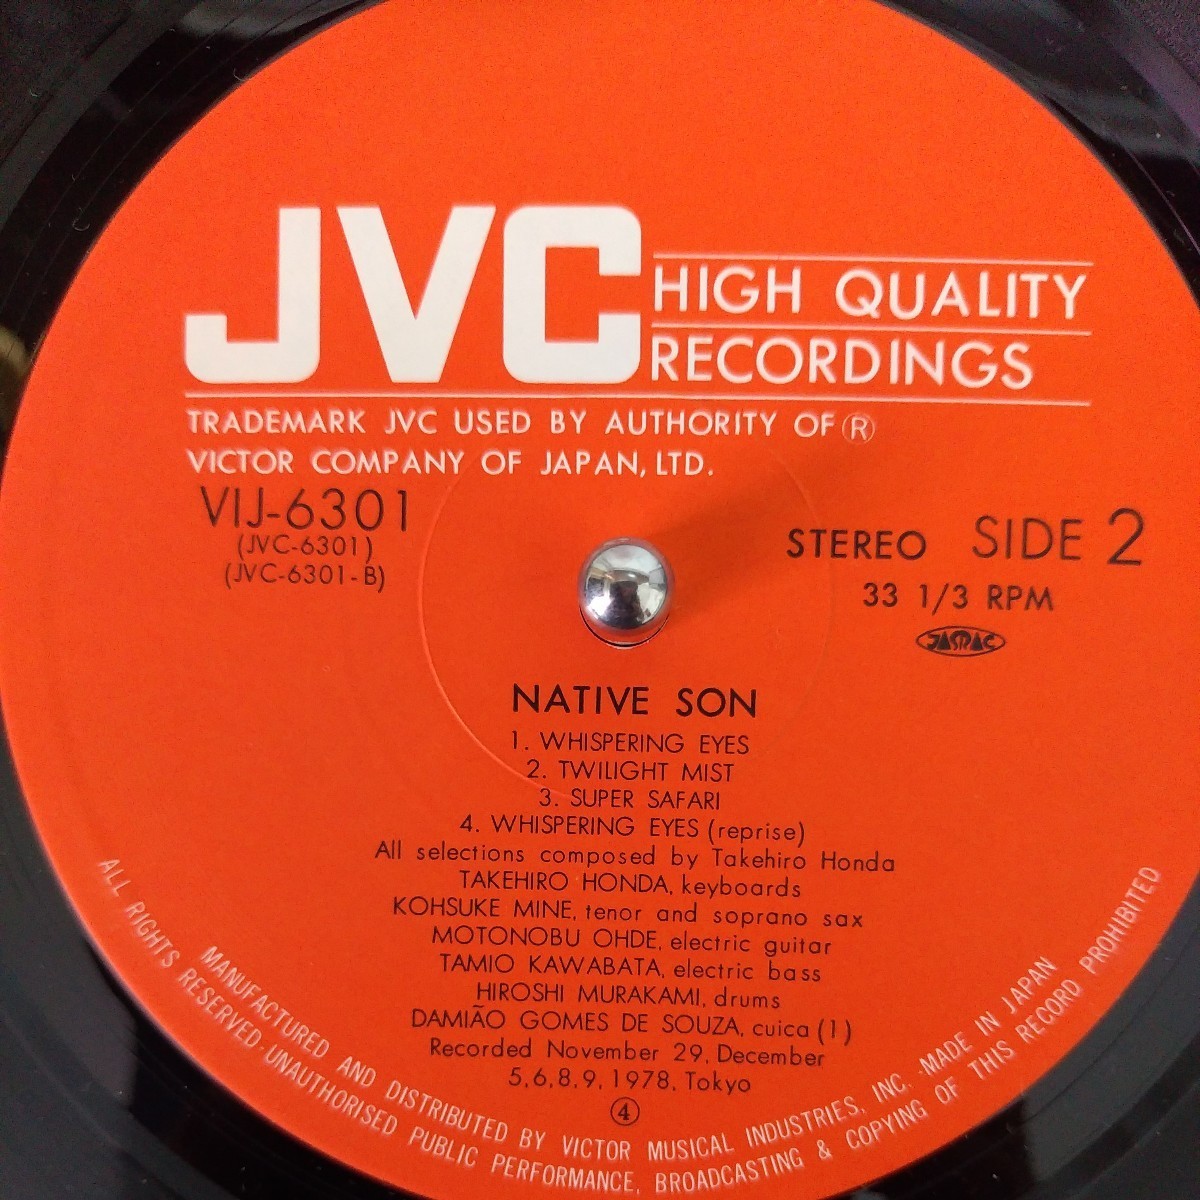 JVC
HIGH QUALITY
RECORDINGS
TRADEMARK JVC USED BY AUTHORITY OF Ⓡ
VICTOR COMPANY OF JAPAN, LTD.
VIJ-6301
(JVC-6301)
(JVC-6301-B)
STEREO SIDE 2
33 1/3 RPM
JASRAC
NATIVE SON
1. WHISPERING EYES
2. TWILIGHT MIST
3. SUPER SAFARI
4. WHISPERING EYES (reprise)
All selections composed by Takehiro Honda
TAKEHIRO HONDA, keyboards
KOHSUKE MINE, tenor and soprano sax
MOTONOBU OHDE, electric guitar
TAMIO KAWABATA, electric bass
HIROSHI MURAKAMI, drums
DAMIÃO GOMES DE SOUZA, cuica (1)
Recorded November 29, December
5,6,8,9, 1978, Tokyo
④
MANUFACTURED AND DISTRIBUTED BY VICTOR MUSICAL INDUSTRIES, INC. · MADE IN JAPAN
ALL RIGHTS RESERVED · UNAUTHORISED PUBLIC PERFORMANCE, BROADCASTING & COPYING OF THIS RECORD PROHIBITED